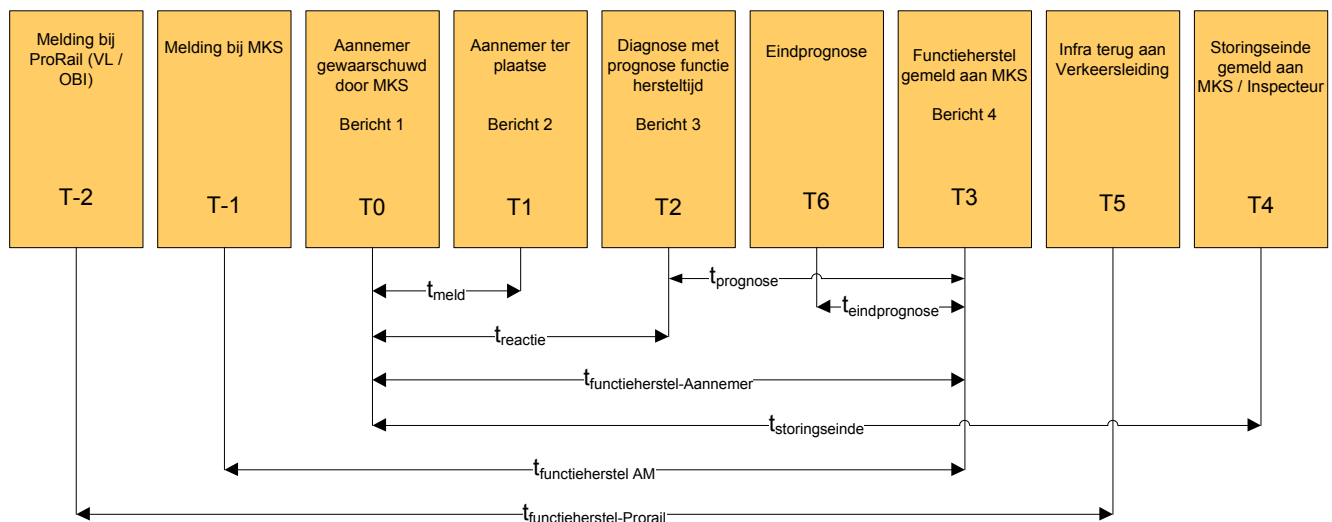 Melding bij
ProRail (VL /
OBI)
T-2
Melding bij MKS
T-1
Aannemer
gewaarschuwd
door MKS
Bericht 1
T0
Aannemer ter
plaatse
Bericht 2
T1
Diagnose met
prognose functie
hersteltijd
Bericht 3
T2
Eindprognose
T6
Functieherstel
gemeld aan MKS
Bericht 4
T3
Infra terug aan
Verkeersleiding
T5
Storingseinde
gemeld aan
MKS / Inspecteur
T4
tprognose
tmeld
teindprognose
treactie
tfunctieherstel-Aannemer
tstoringseinde
tfunctieherstel AM
tfunctieherstel-Prorail